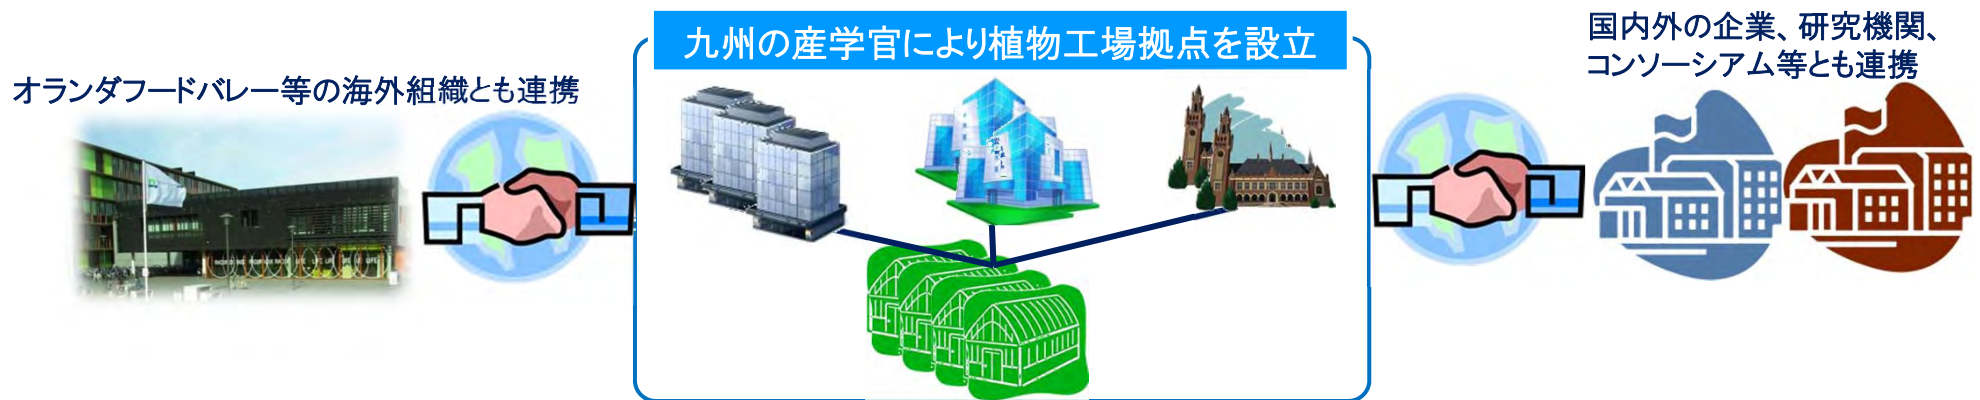 オランダフードバレー等の海外組織とも連携
九州の産学官により植物工場拠点を設立
国内外の企業、研究機関、
コンソーシアム等とも連携